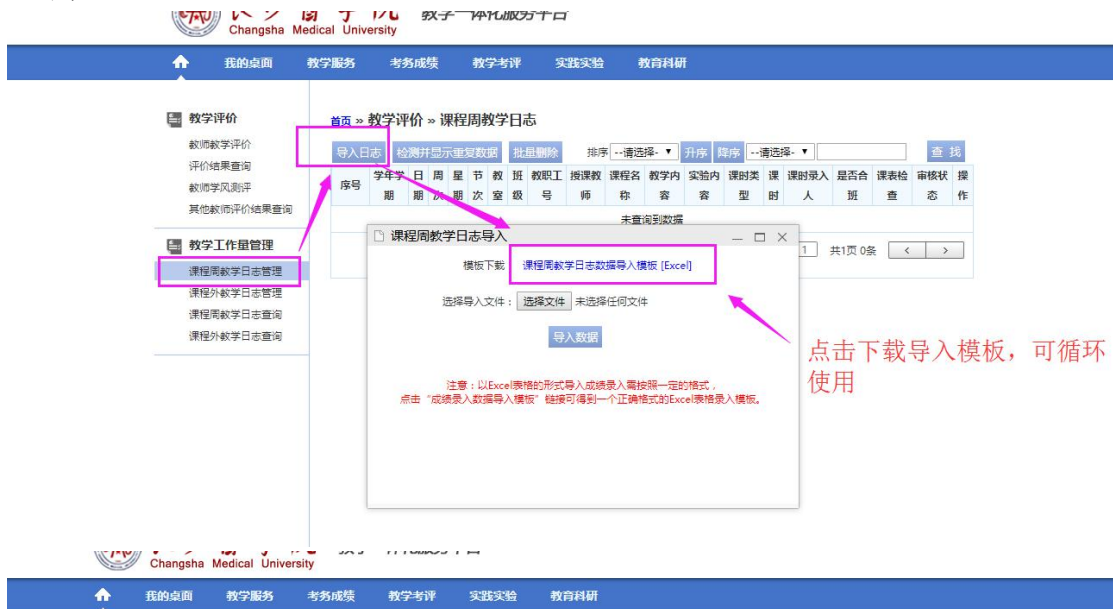 教学一体化服务平台
Changsha Medical University
我的桌面 教学服务 考务成绩 教学考评 实践实验 教育科研
教学评价
教师教学评价
评价结果查询
教师学风测评
其他教师评价结果查询
教学工作量管理
课程周教学日志管理
课程外教学日志管理
课程周教学日志查询
课程外教学日志查询
首页 » 教学评价 » 课程周教学日志
导入日志 检测并显示重复数据 批量删除 排序 --请选择- ▼ 升序 降序 --请选择- ▼ 查 找
序号 学年学期 日期 周次 星期 节次 教室 班级 教职工号 授课教师 课程名称 教学内容 实验内容 课时类型 课时 课时录入人 是否合班 课表检查 审核状态 操作
未查询到数据
1 共1页 0条 < >
课程周教学日志导入
模板下载 课程周教学日志数据导入模板 [Excel]
选择导入文件： 选择文件 未选择任何文件
导入数据
注意：以Excel表格的形式导入成绩录入需按照一定的格式，
点击 “成绩录入数据导入模板” 链接可得到一个正确格式的Excel表格录入模板。
点击下载导入模板，可循环
使用
Changsha Medical University
我的桌面 教学服务 考务成绩 教学考评 实践实验 教育科研